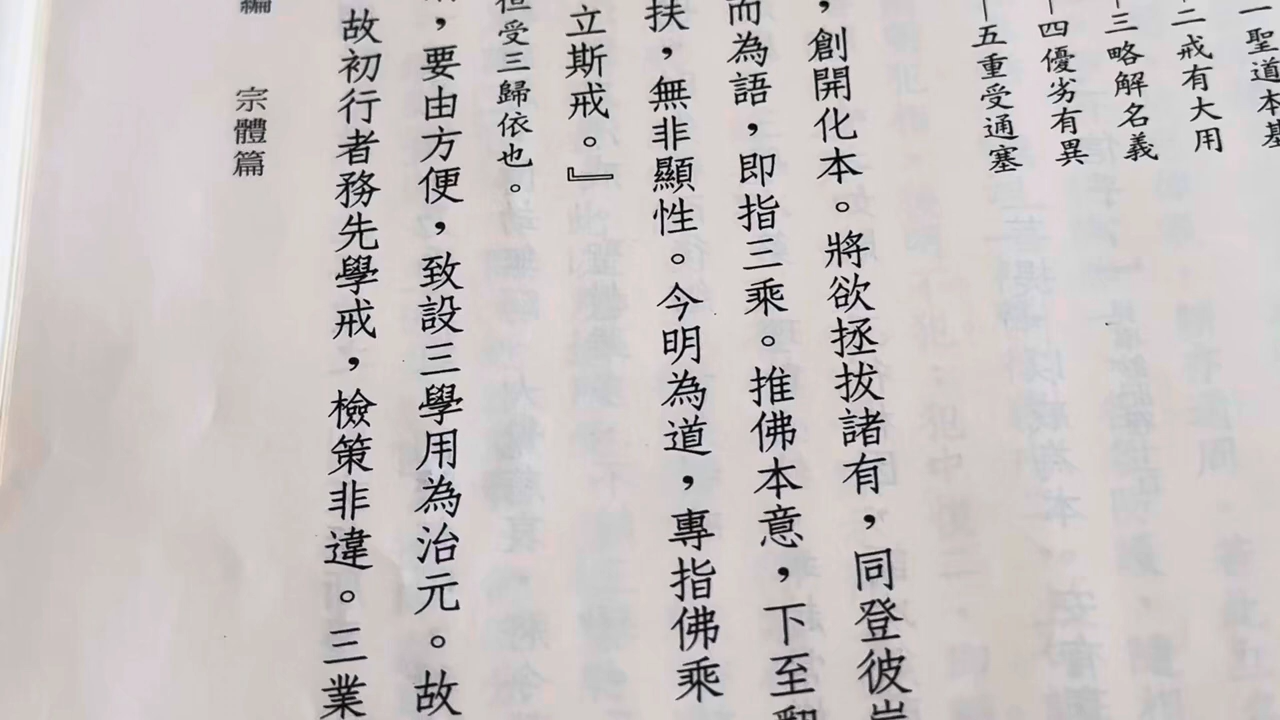 一聖道本基
二戒有大用
三略解名義
四優劣有異
五重受通塞
，創開化本。將欲拯拔諸有，同登彼岸
而為語，即指三乘。推佛本意，下至翻
扶，無非顯性。今明為道，專指佛乘
立斯戒。』
但受三歸依也。
，要由方便，致設三學用為治元。故
故初行者務先學戒，檢策非違。三業
編　宗體篇